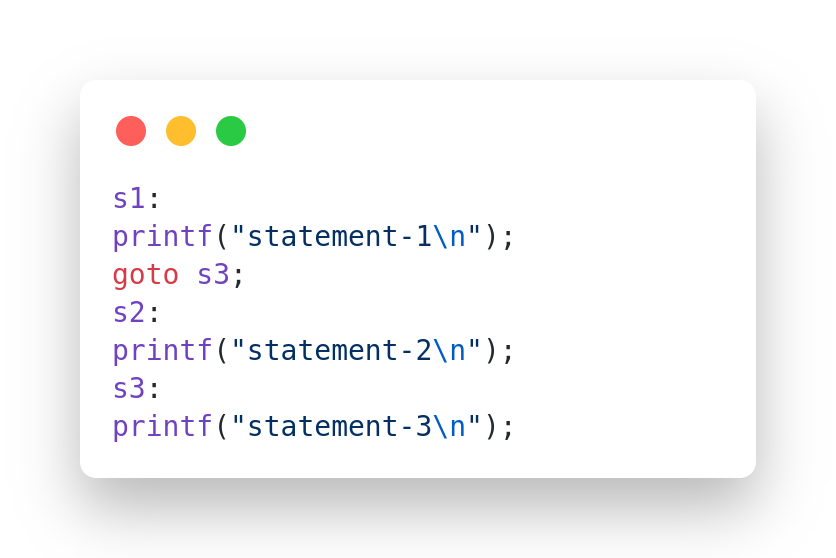 s1:
printf("statement-1\n");
goto s3;
s2:
printf("statement-2\n");
s3:
printf("statement-3\n");